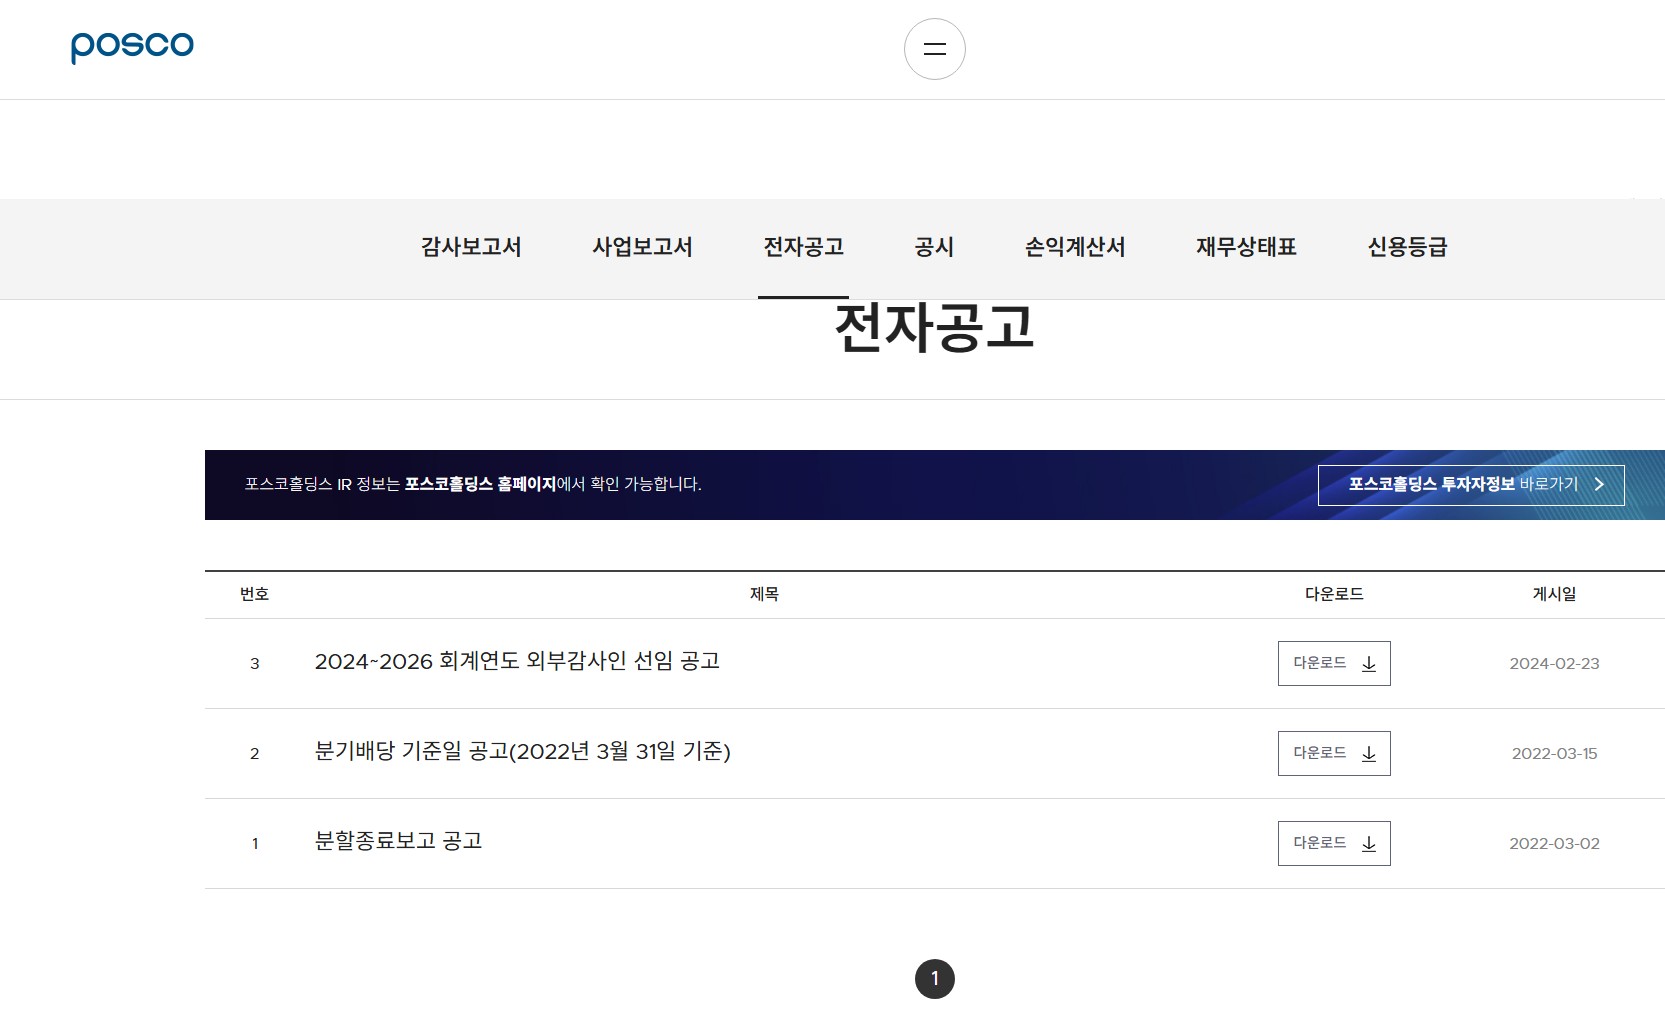 posco
감사보고서 사업보고서 전자공고 공시 손익계산서 재무상태표 신용등급
전자공고
포스코홀딩스 IR 정보는 포스코홀딩스 홈페이지에서 확인 가능합니다. 포스코홀딩스 투자자정보 바로가기
번호 제목 다운로드 게시일
3 2024~2026 회계연도 외부감사인 선임 공고 다운로드 2024-02-23
2 분기배당 기준일 공고(2022년 3월 31일 기준) 다운로드 2022-03-15
1 분할종료보고 공고 다운로드 2022-03-02
1